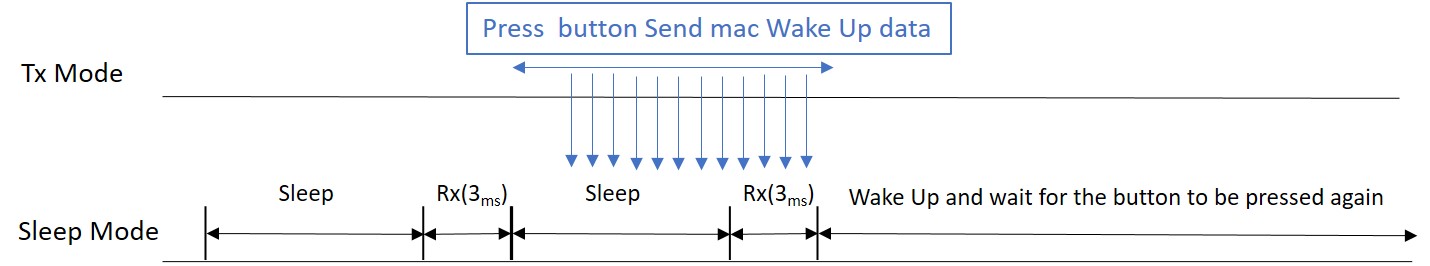 Press button Send mac Wake Up data
Tx Mode
Sleep
Rx(3ms)
Sleep
Rx(3ms)
Wake Up and wait for the button to be pressed again
Sleep Mode